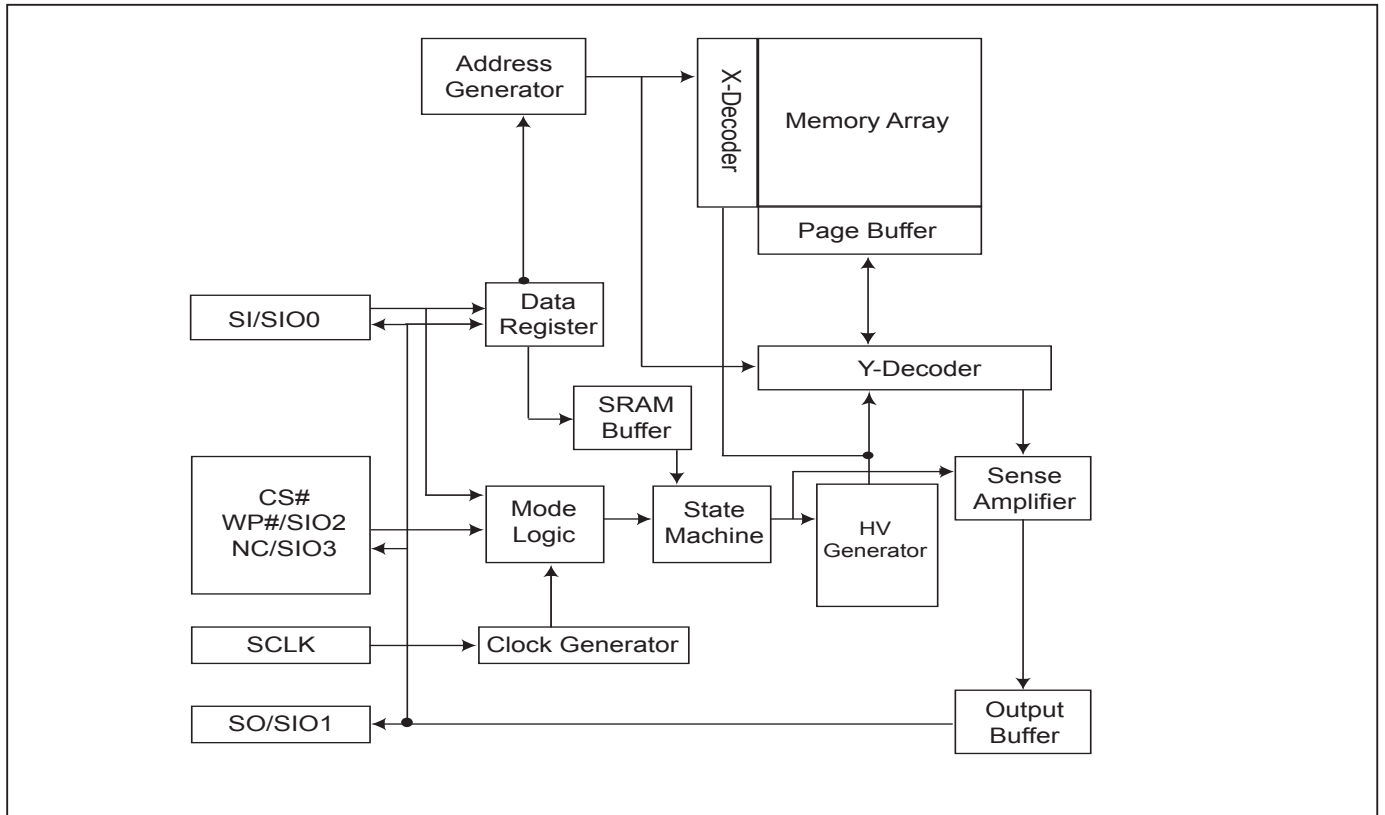 Address
Generator
X-Decoder
Memory Array
Page Buffer
SI/SIO0
Data
Register
Y-Decoder
SRAM
Buffer
CS#
WP#/SIO2
NC/SIO3
Mode
Logic
State
Machine
HV
Generator
Sense
Amplifier
SCLK
Clock Generator
SO/SIO1
Output
Buffer